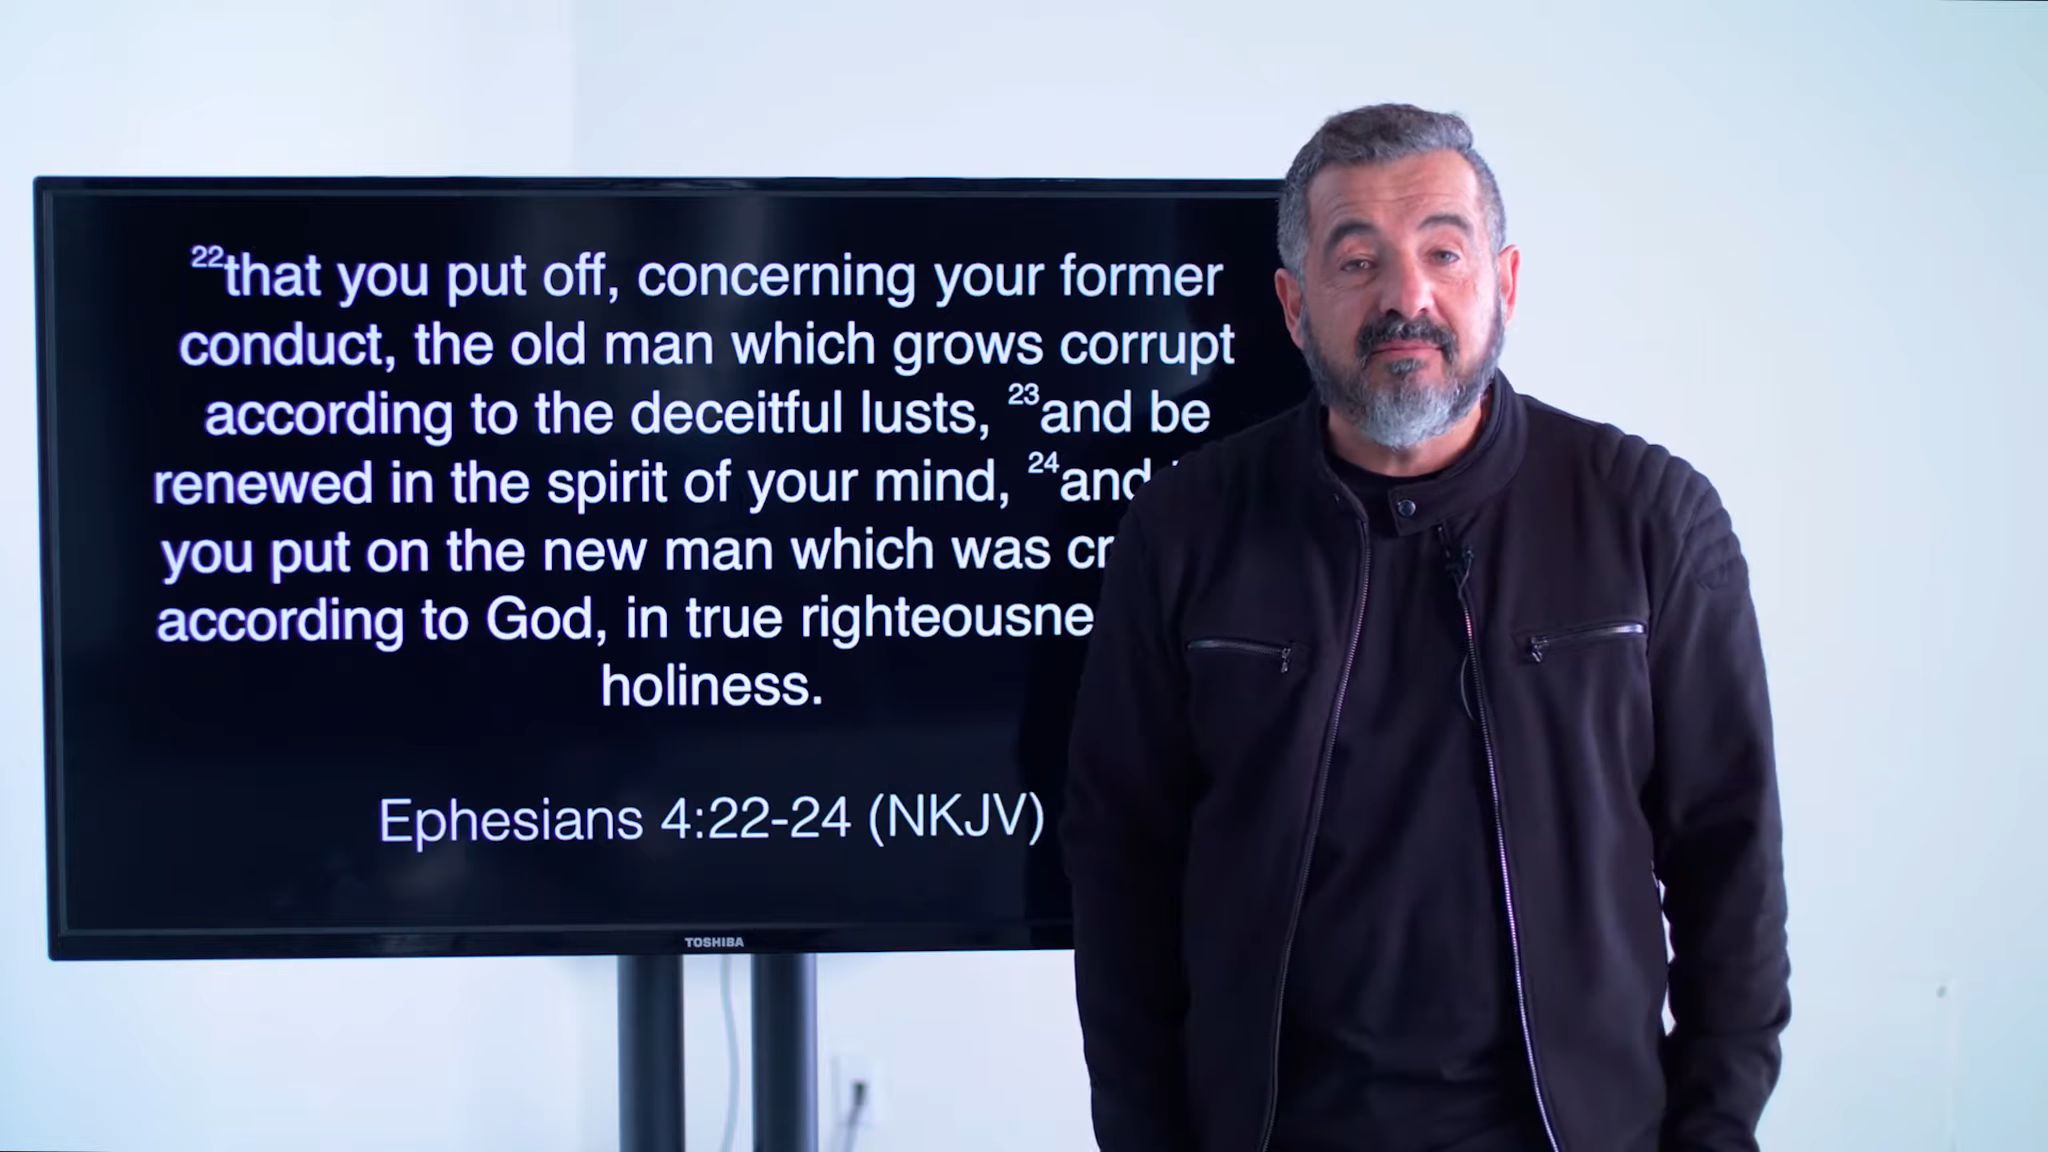 22that you put off, concerning your former
conduct, the old man which grows corrupt
according to the deceitful lusts, 23and be
renewed in the spirit of your mind, 24and
you put on the new man which was
according to God, in true
holiness.
Ephesians 4:22-24 (NKJV)
TOSHIBA